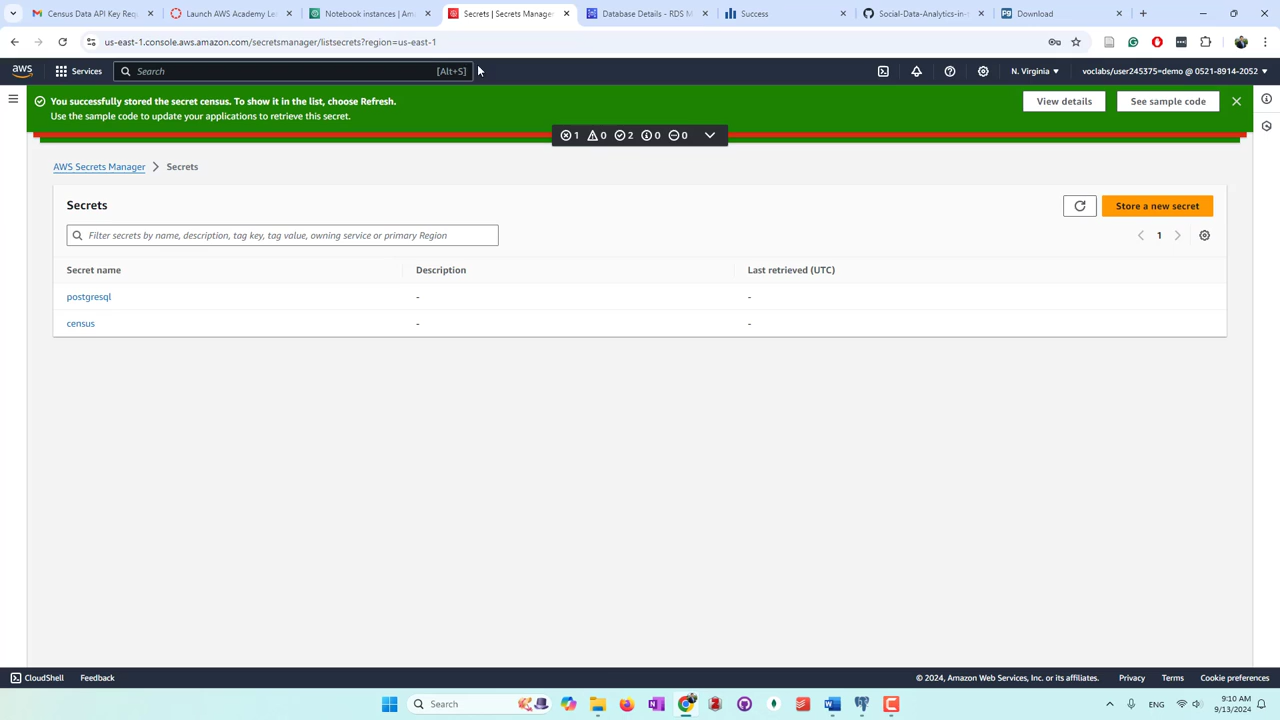 Census Data API Key Req
Launch AWS Academy Le
Notebook instances | Ama
Secrets | Secrets Manager
Database Details - RDS M
Success
Social-Data-Analytics-in-
Download
us-east-1.console.aws.amazon.com/secretsmanager/listsecrets?region=us-east-1
aws
Services
Search
[Alt+S]
N. Virginia
voclabs/user245375=demo @ 0521-8914-2052
You successfully stored the secret census. To show it in the list, choose Refresh.
Use the sample code to update your applications to retrieve this secret.
View details
See sample code
1 0 2 0 0
AWS Secrets Manager > Secrets
Secrets
Store a new secret
Filter secrets by name, description, tag key, tag value, owning service or primary Region
1
Secret name
Description
Last retrieved (UTC)
postgresql
-
-
census
-
-
CloudShell
Feedback
© 2024, Amazon Web Services, Inc. or its affiliates.
Privacy
Terms
Cookie preferences
Search
ENG
9:10 AM
9/13/2024